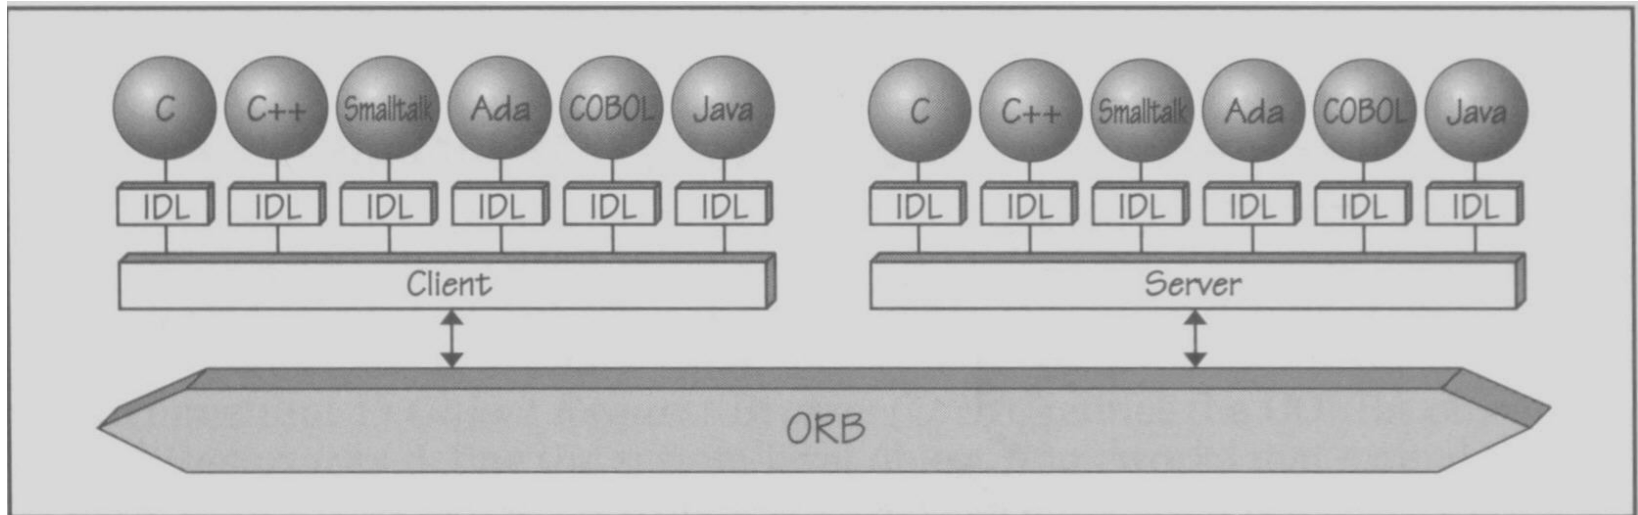 C C++ Smalltalk Ada COBOL Java C C++ Smalltalk Ada COBOL Java
IDL IDL IDL IDL IDL IDL IDL IDL IDL IDL IDL IDL
Client Server
ORB